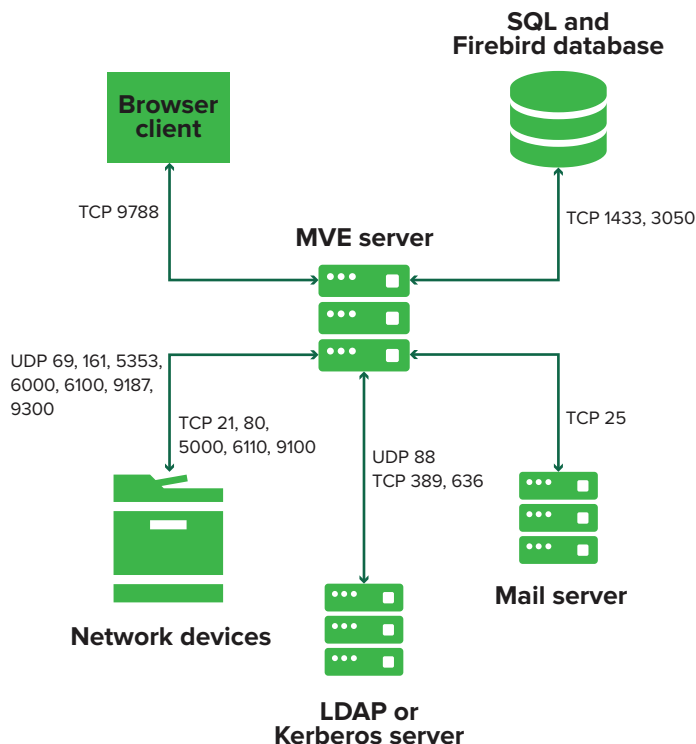 SQL and
Firebird database
Browser
client
TCP 9788
TCP 1433, 3050
MVE server
UDP 69, 161, 5353,
6000, 6100, 9187,
9300
TCP 21, 80,
5000, 6110, 9100
UDP 88
TCP 389, 636
TCP 25
Network devices
Mail server
LDAP or
Kerberos server